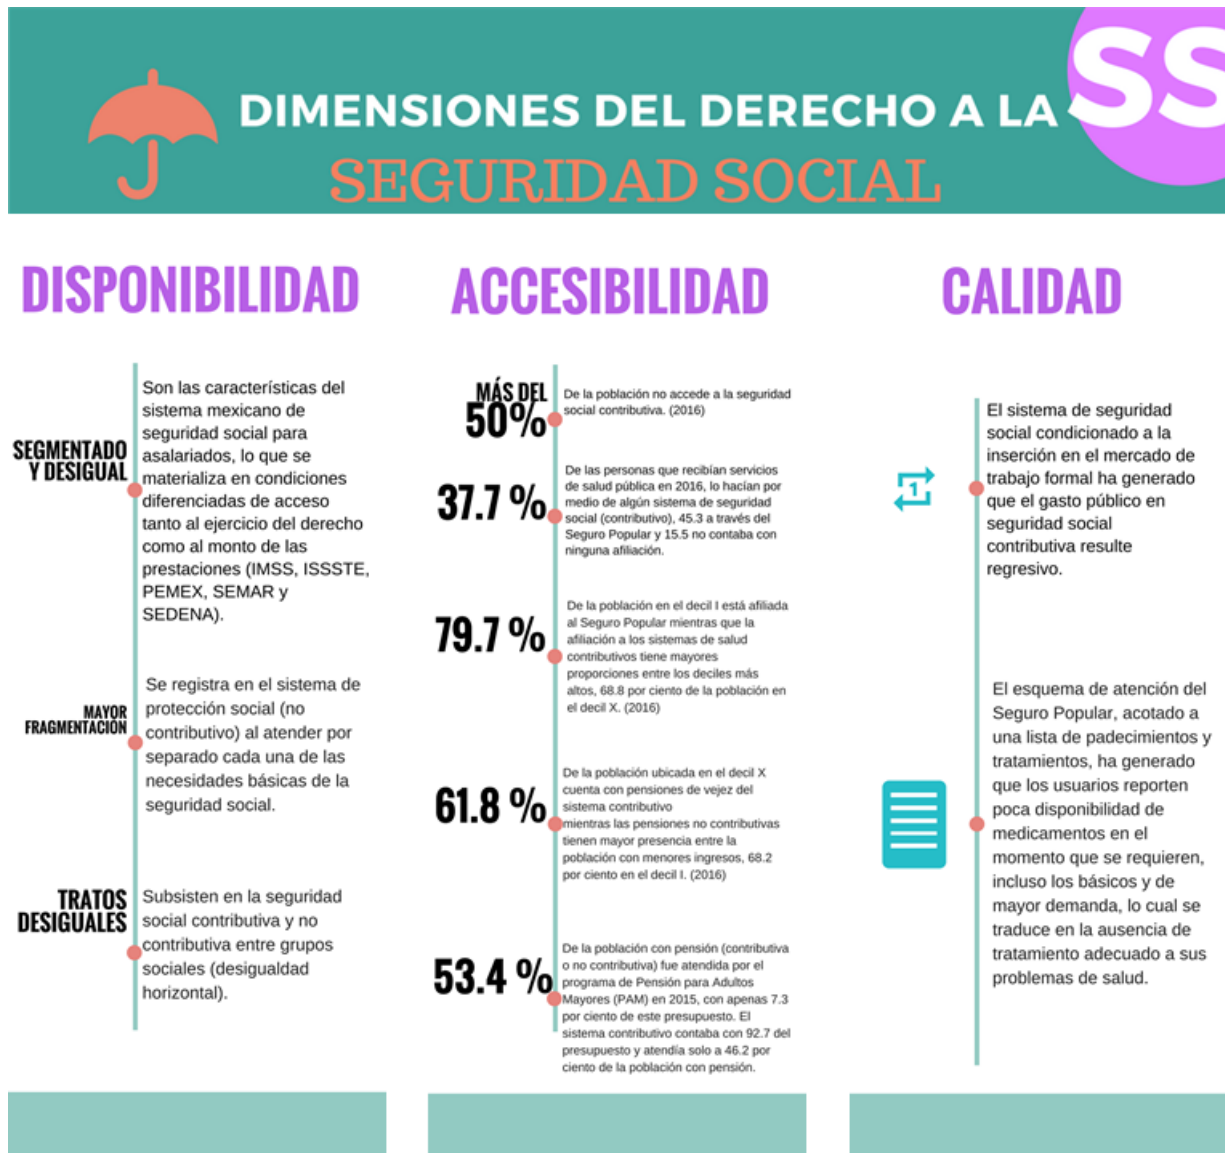 DIMENSIONES DEL DERECHO A LA
SEGURIDAD SOCIAL
SS
DISPONIBILIDAD
SEGMENTADO
Y DESIGUAL
Son las características del
sistema mexicano de
seguridad social para
asalariados, lo que se
materializa en condiciones
diferenciadas de acceso
tanto al ejercicio del derecho
como al monto de las
prestaciones (IMSS, ISSSTE,
PEMEX, SEMAR y
SEDENA).
MAYOR
FRAGMENTACIÓN
Se registra en el sistema de
protección social (no
contributivo) al atender por
separado cada una de las
necesidades básicas de la
seguridad social.
TRATOS
DESIGUALES
Subsisten en la seguridad
social contributiva y no
contributiva entre grupos
sociales (desigualdad
horizontal).
ACCESIBILIDAD
MÁS DEL
50%
De la población no accede a la seguridad
social contributiva. (2016)
37.7 %
De las personas que recibían servicios
de salud pública en 2016, lo hacían por
medio de algún sistema de seguridad
social (contributivo), 45.3 a través del
Seguro Popular y 15.5 no contaba con
ninguna afiliación.
79.7 %
De la población en el decil I está afiliada
al Seguro Popular mientras que la
afiliación a los sistemas de salud
contributivos tiene mayores
proporciones entre los deciles más
altos, 68.8 por ciento de la población en
el decil X. (2016)
61.8 %
De la población ubicada en el decil X
cuenta con pensiones de vejez del
sistema contributivo
mientras las pensiones no contributivas
tienen mayor presencia entre la
población con menores ingresos, 68.2
por ciento en el decil I. (2016)
53.4 %
De la población con pensión (contributiva
o no contributiva) fue atendida por el
programa de Pensión para Adultos
Mayores (PAM) en 2015, con apenas 7.3
por ciento de este presupuesto. El
sistema contributivo contaba con 92.7 del
presupuesto y atendía solo a 46.2 por
ciento de la población con pensión.
CALIDAD
1
El sistema de seguridad
social condicionado a la
inserción en el mercado de
trabajo formal ha generado
que el gasto público en
seguridad social
contributiva resulte
regresivo.
El esquema de atención del
Seguro Popular, acotado a
una lista de padecimientos y
tratamientos, ha generado
que los usuarios reporten
poca disponibilidad de
medicamentos en el
momento que se requieren,
incluso los básicos y de
mayor demanda, lo cual se
traduce en la ausencia de
tratamiento adecuado a sus
problemas de salud.